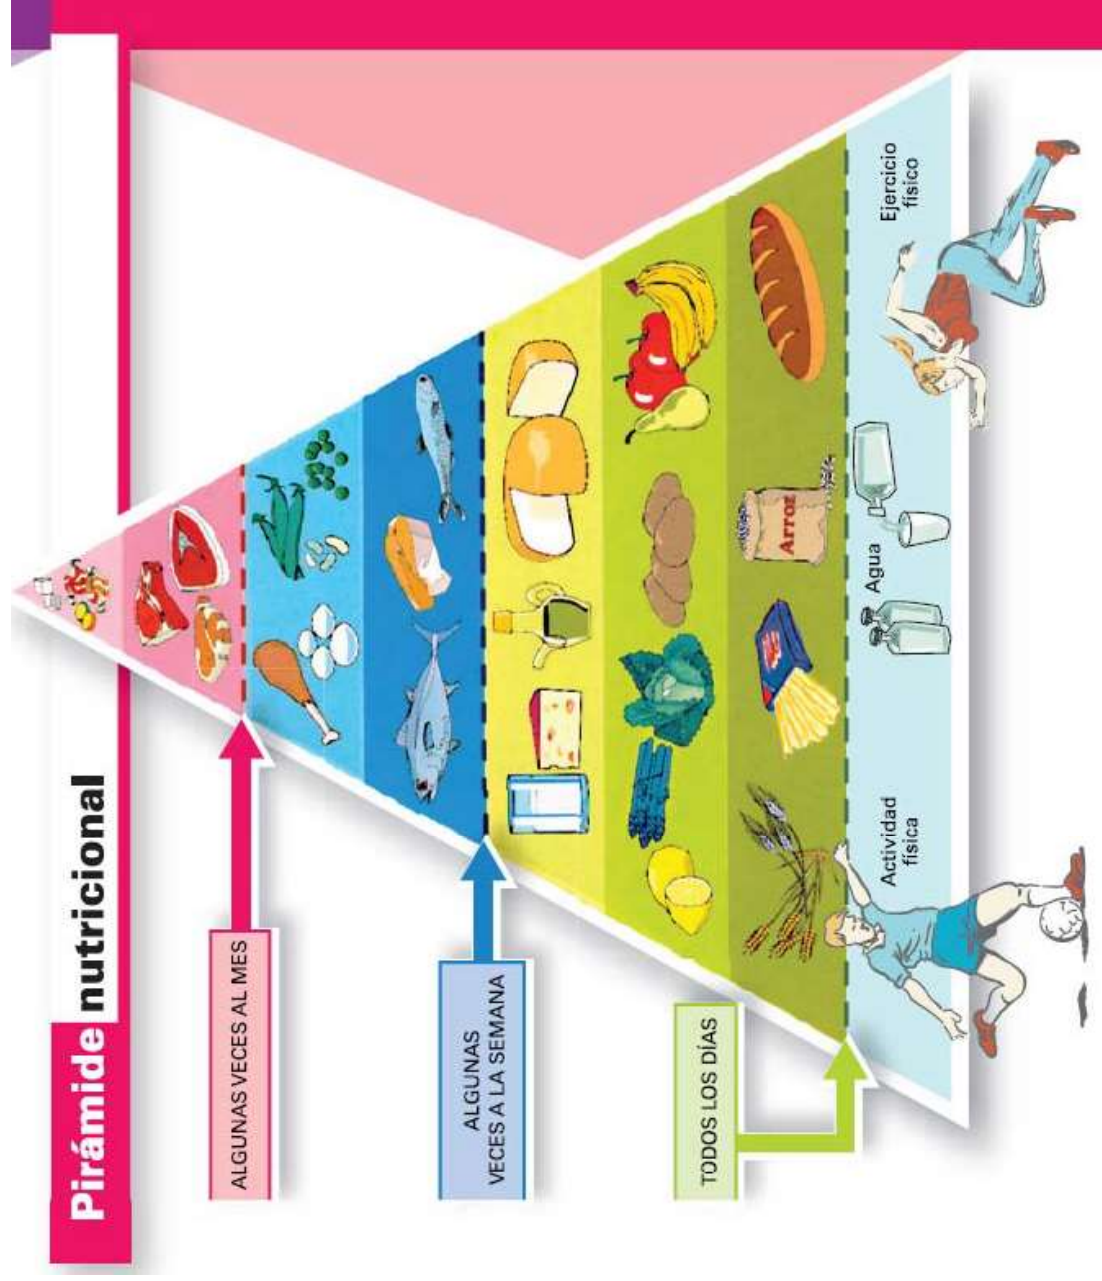 Pirámide nutricional
ALGUNAS VECES AL MES
ALGUNAS
VECES A LA SEMANA
TODOS LOS DÍAS
Arroz
Actividad
física
Agua
Ejercicio
físico